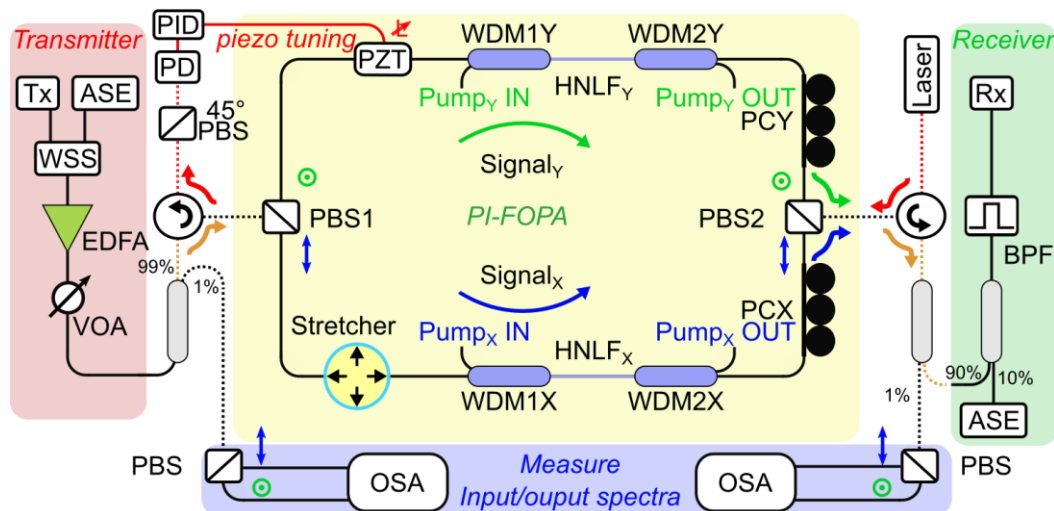 Transmitter
PID
piezo tuning
PD
PZT
WDM1Y
WDM2Y
Receiver
Tx
ASE
45°
PBS
Pump_Y IN
HNLF_Y
Pump_Y OUT
PCY
Laser
Rx
WSS
Signal_Y
PBS1
PI-FOPA
PBS2
EDFA
BPF
99%
1%
Signal_X
VOA
Stretcher
Pump_X IN
HNLF_X
Pump_X OUT
PCX
WDM1X
WDM2X
1%
90%
10%
ASE
PBS
OSA
Measure
Input/ouput spectra
OSA
PBS